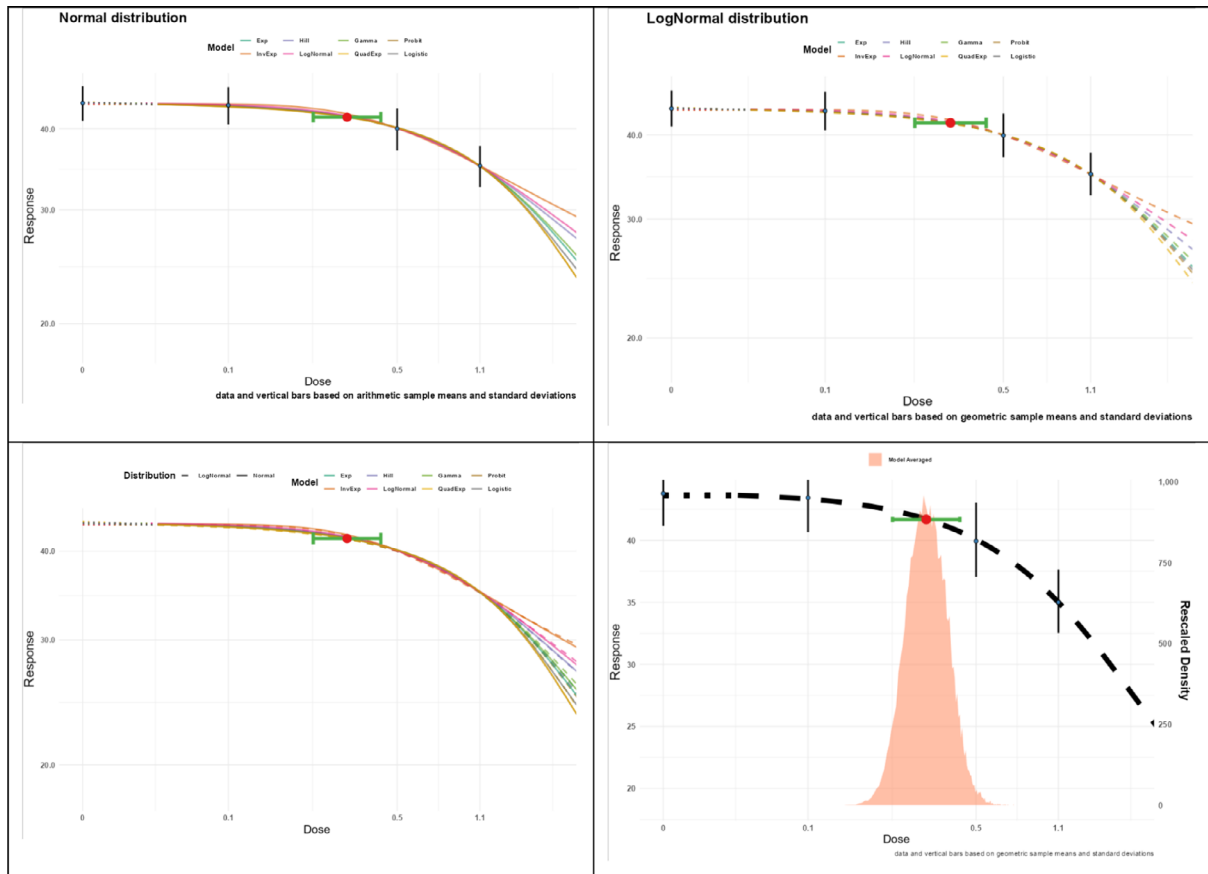 Normal distribution
Model
Exp Hill Gamma Probit
InvExp LogNormal QuadExp Logistic
40.0
30.0
20.0
Response
0 0.1 0.5 1.1
Dose
data and vertical bars based on arithmetic sample means and standard deviations
LogNormal distribution
Model
Exp Hill Gamma Probit
InvExp LogNormal QuadExp Logistic
40.0
30.0
20.0
Response
0 0.1 0.5 1.1
Dose
data and vertical bars based on geometric sample means and standard deviations
Distribution LogNormal Normal
Model
Exp Hill Gamma Probit
InvExp LogNormal QuadExp Logistic
40.0
30.0
20.0
Response
0 0.1 0.5 1.1
Dose
Model Averaged
40
35
30
25
20
Response
1,000
750
500
250
0
Rescaled Density
0 0.1 0.5 1.1
Dose
data and vertical bars based on geometric sample means and standard deviations